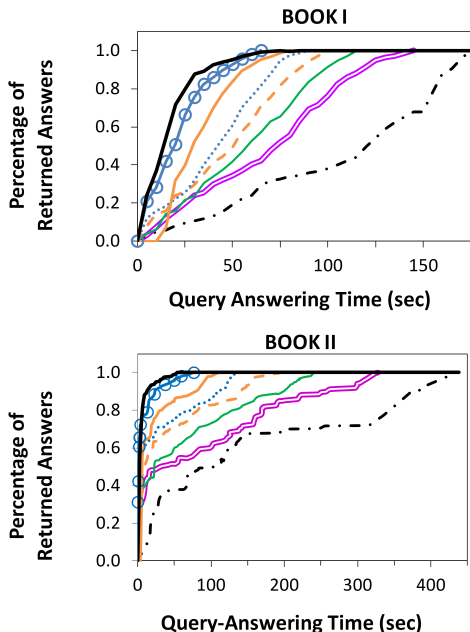 BOOK I
Percentage of
Returned Answers
1.0
0.8
0.6
0.4
0.2
0.0
0
50
100
150
Query Answering Time (sec)
BOOK II
Percentage of
Returned Answers
1.0
0.8
0.6
0.4
0.2
0.0
0
100
200
300
400
Query-Answering Time (sec)